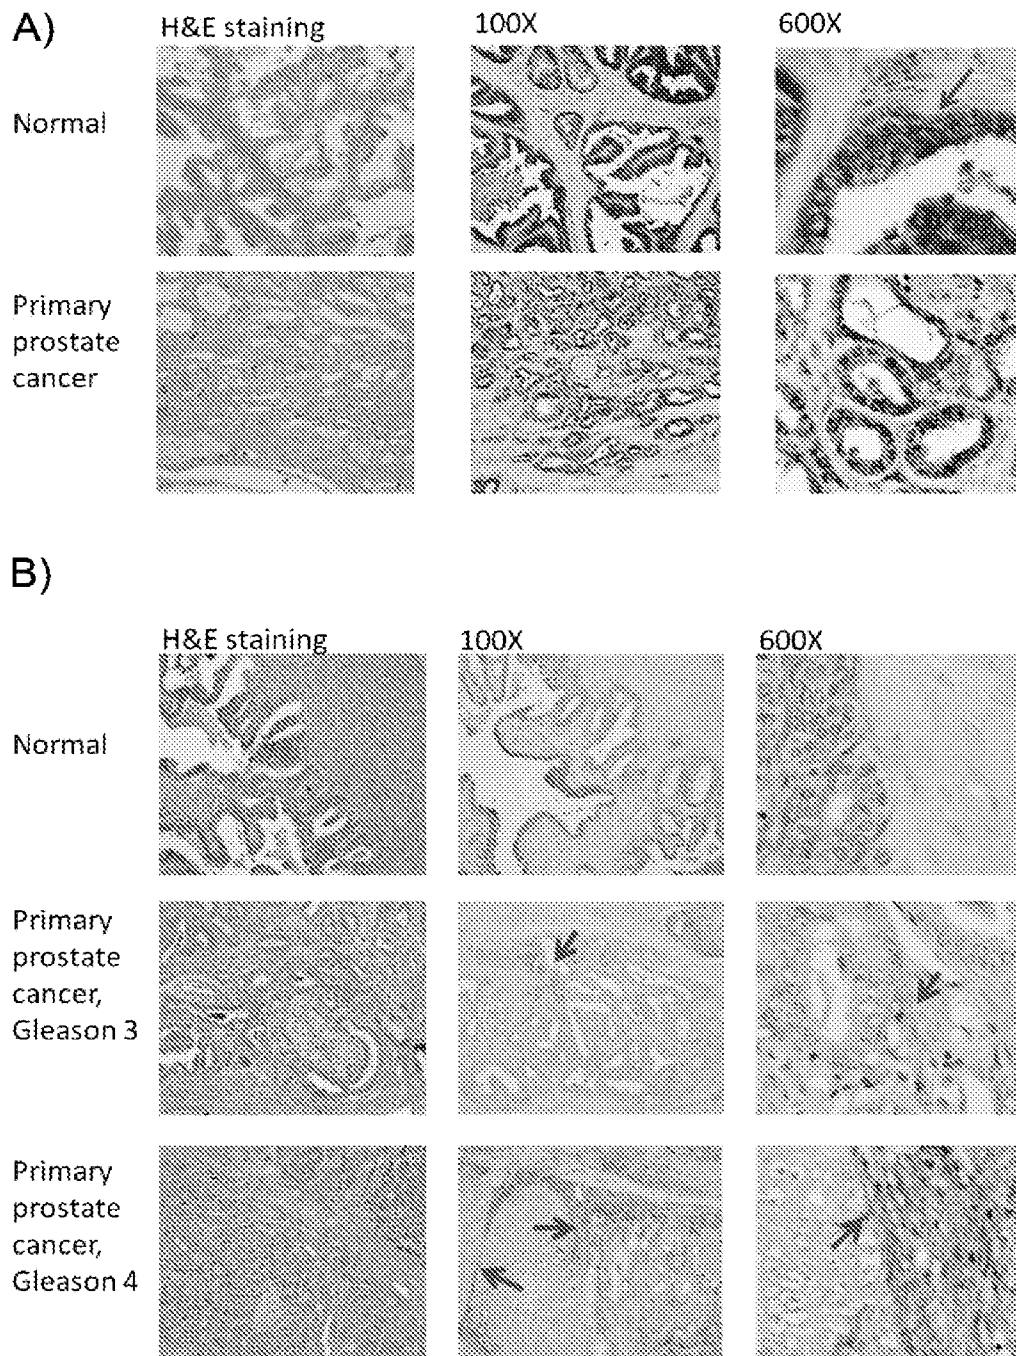 A)
H&E staining 100X 600X
Normal
Primary
prostate
cancer
B)
H&E staining 100X 600X
Normal
Primary
prostate
cancer,
Gleason 3
Primary
prostate
cancer,
Gleason 4